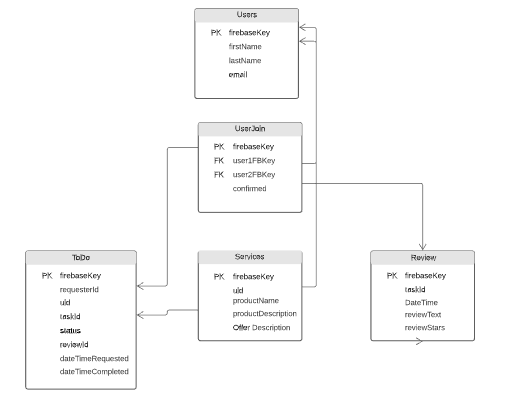 Users
PK firebaseKey
firstName
lastName
email
UserJoin
PK firebaseKey
FK user1FBKey
FK user2FBKey
confirmed
ToDo
PK firebaseKey
requesterId
uId
taskId
status
reviewId
dateTimeRequested
dateTimeCompleted
Services
PK firebaseKey
uId
productName
productDescription
Offer Description
Review
PK firebaseKey
taskId
DateTime
reviewText
reviewStars